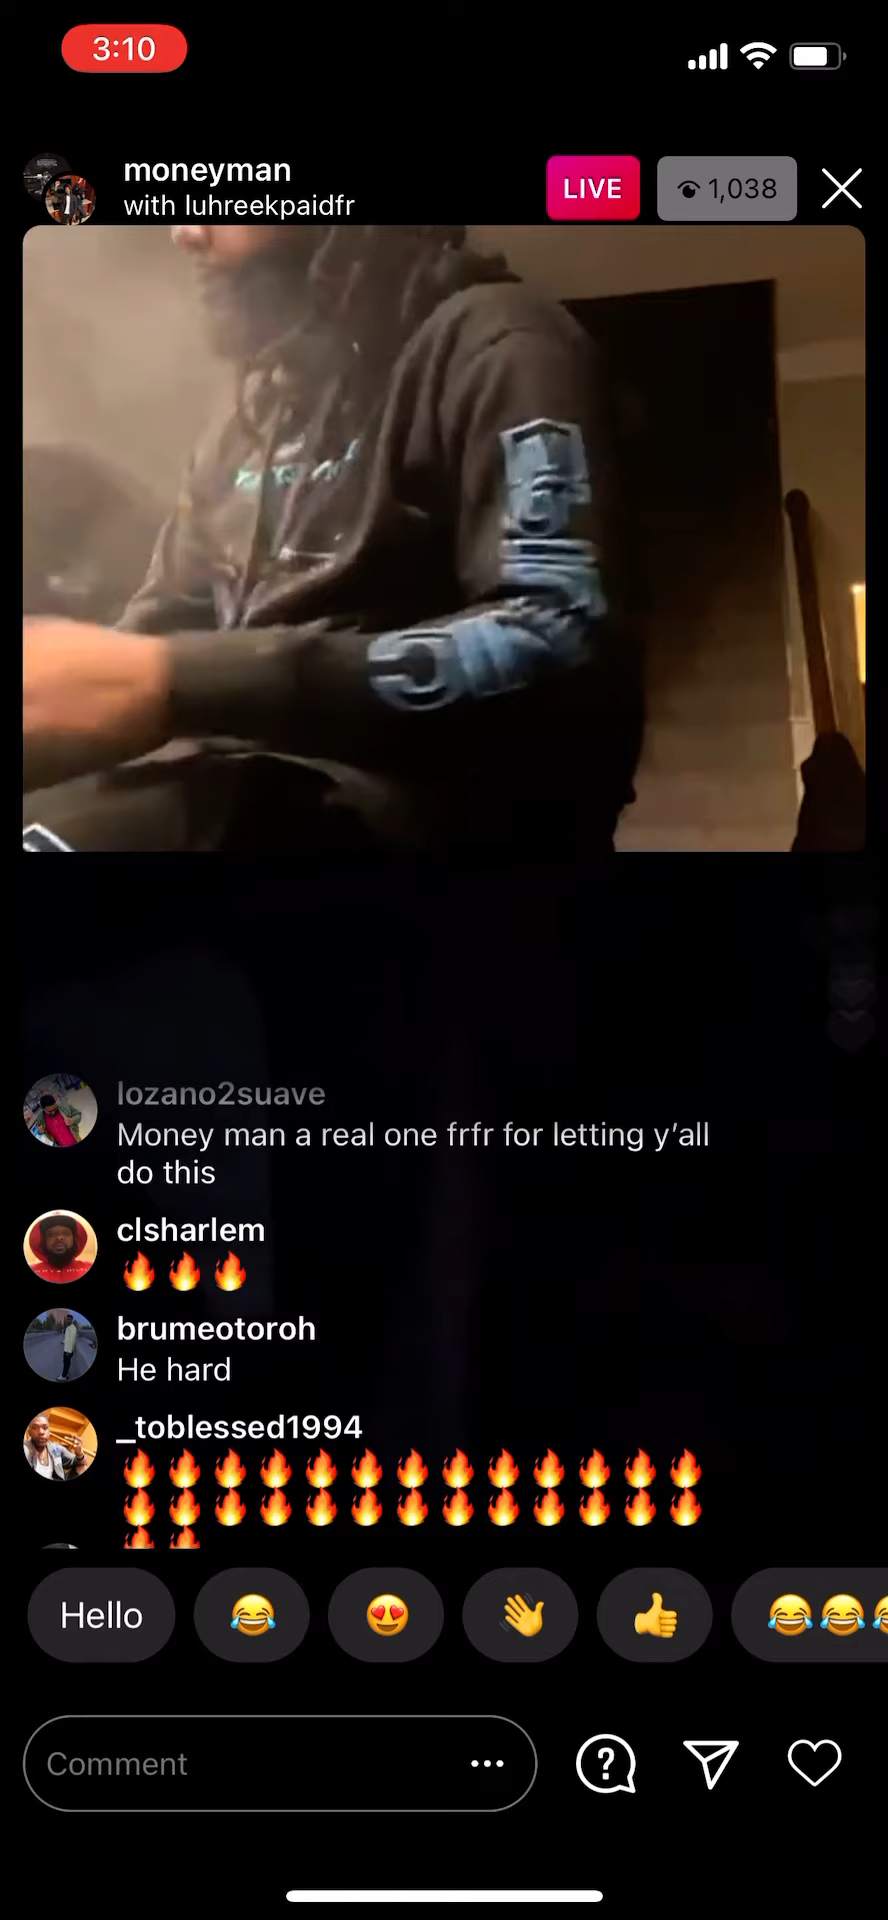 3:10
moneyman
with luhreekpaidfr
LIVE
1,038
lozano2suave
Money man a real one frfr for letting y’all
do this
clsharlem
🔥🔥🔥
brumeotoroh
He hard
_toblessed1994
🔥🔥🔥🔥🔥🔥🔥🔥🔥🔥🔥🔥🔥
🔥🔥🔥🔥🔥🔥🔥🔥🔥🔥🔥🔥🔥
🔥🔥
Hello 😂 😍 👋 👍 😂😂😂
Comment